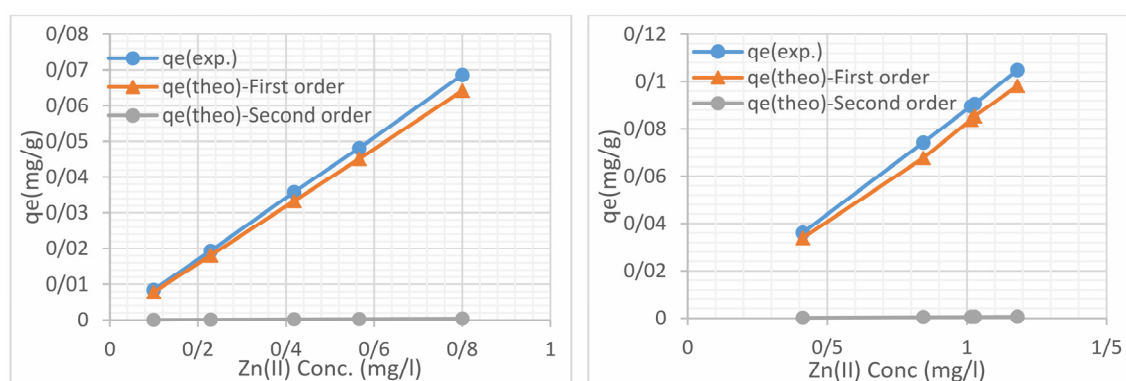 0/08
0/07
0/06
0/05
0/04
0/03
0/02
0/01
0
qe(mg/g)
qe(exp.)
qe(theo)-First order
qe(theo)-Second order
0 0/2 0/4 0/6 0/8 1
Zn(II) Conc. (mg/l)
0/12
0/1
0/08
0/06
0/04
0/02
0
qe(mg/g)
qe(exp.)
qe(theo)-First order
qe(theo)-Second order
0 0/5 1 1/5
Zn(II) Conc (mg/l)